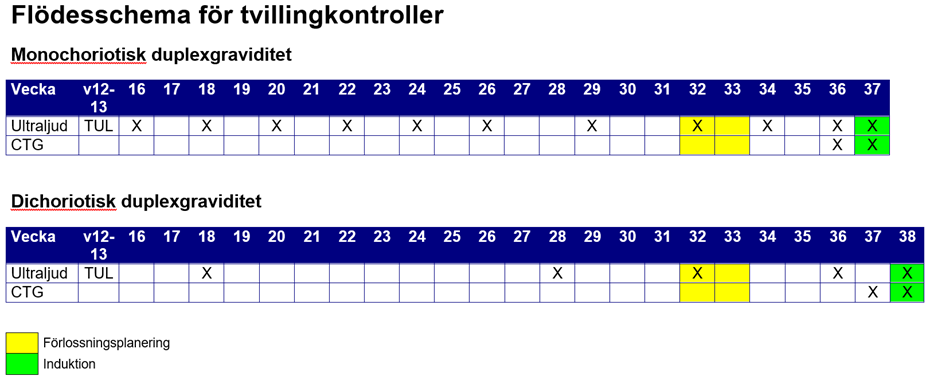 Flödesschema för tvillingkontroller
Monochoriotisk duplexgraviditet
Vecka v12-13 16 17 18 19 20 21 22 23 24 25 26 27 28 29 30 31 32 33 34 35 36 37
Ultraljud TUL X X X X X X X X X X X
CTG X X
Dichoriotisk duplexgraviditet
Vecka v12-13 16 17 18 19 20 21 22 23 24 25 26 27 28 29 30 31 32 33 34 35 36 37 38
Ultraljud TUL X X X X X
CTG X X
Förlossningsplanering
Induktion